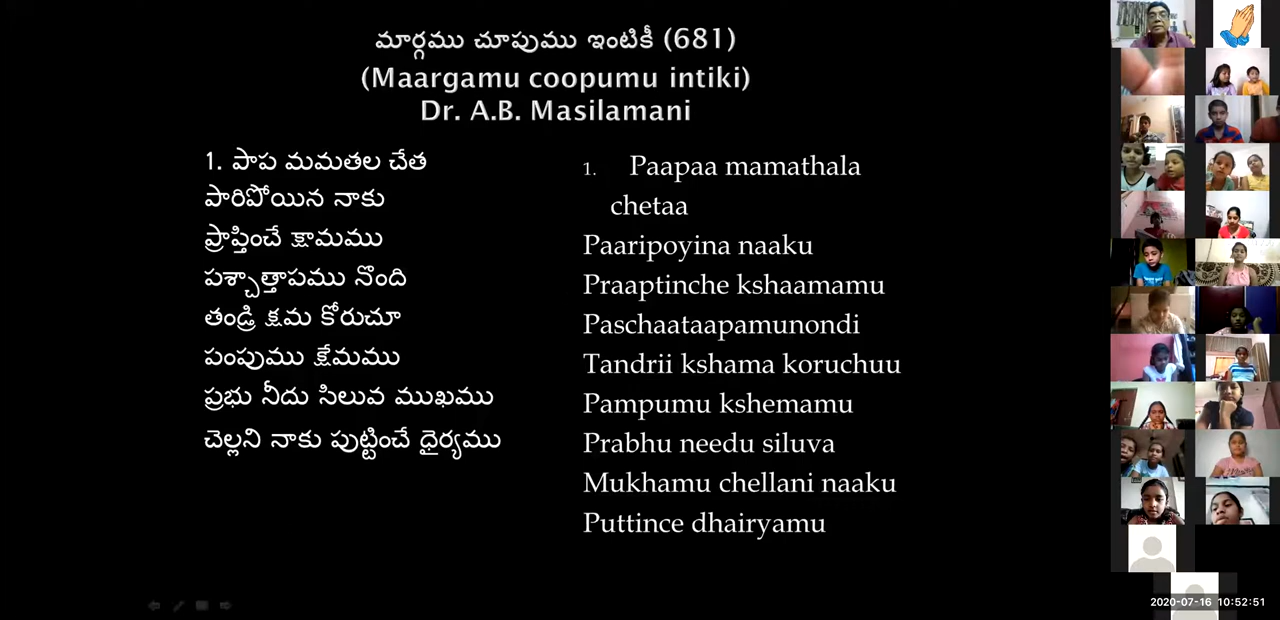 మార్గము చూపుము ఇంటికీ (681)
(Maargamu coopumu intiki)
Dr. A.B. Masilamani
1. పాప మమతల చేత
పారిపోయిన నాకు
ప్రాప్తించే క్షామము
పశ్చాత్తాపము నొంది
తండ్రి క్షమ కోరుచూ
పంపుము క్షేమము
ప్రభు నీదు సిలువ ముఖము
చెల్లని నాకు పుట్టించే ధైర్యము
1. Paapaa mamathala
chetaa
Paaripoyina naaku
Praaptinche kshaamamu
Paschaataapamunondi
Tandrii kshama koruchuu
Pampumu kshemamu
Prabhu needu siluva
Mukhamu chellani naaku
Puttince dhairyamu
2020-07-16 10:52:51